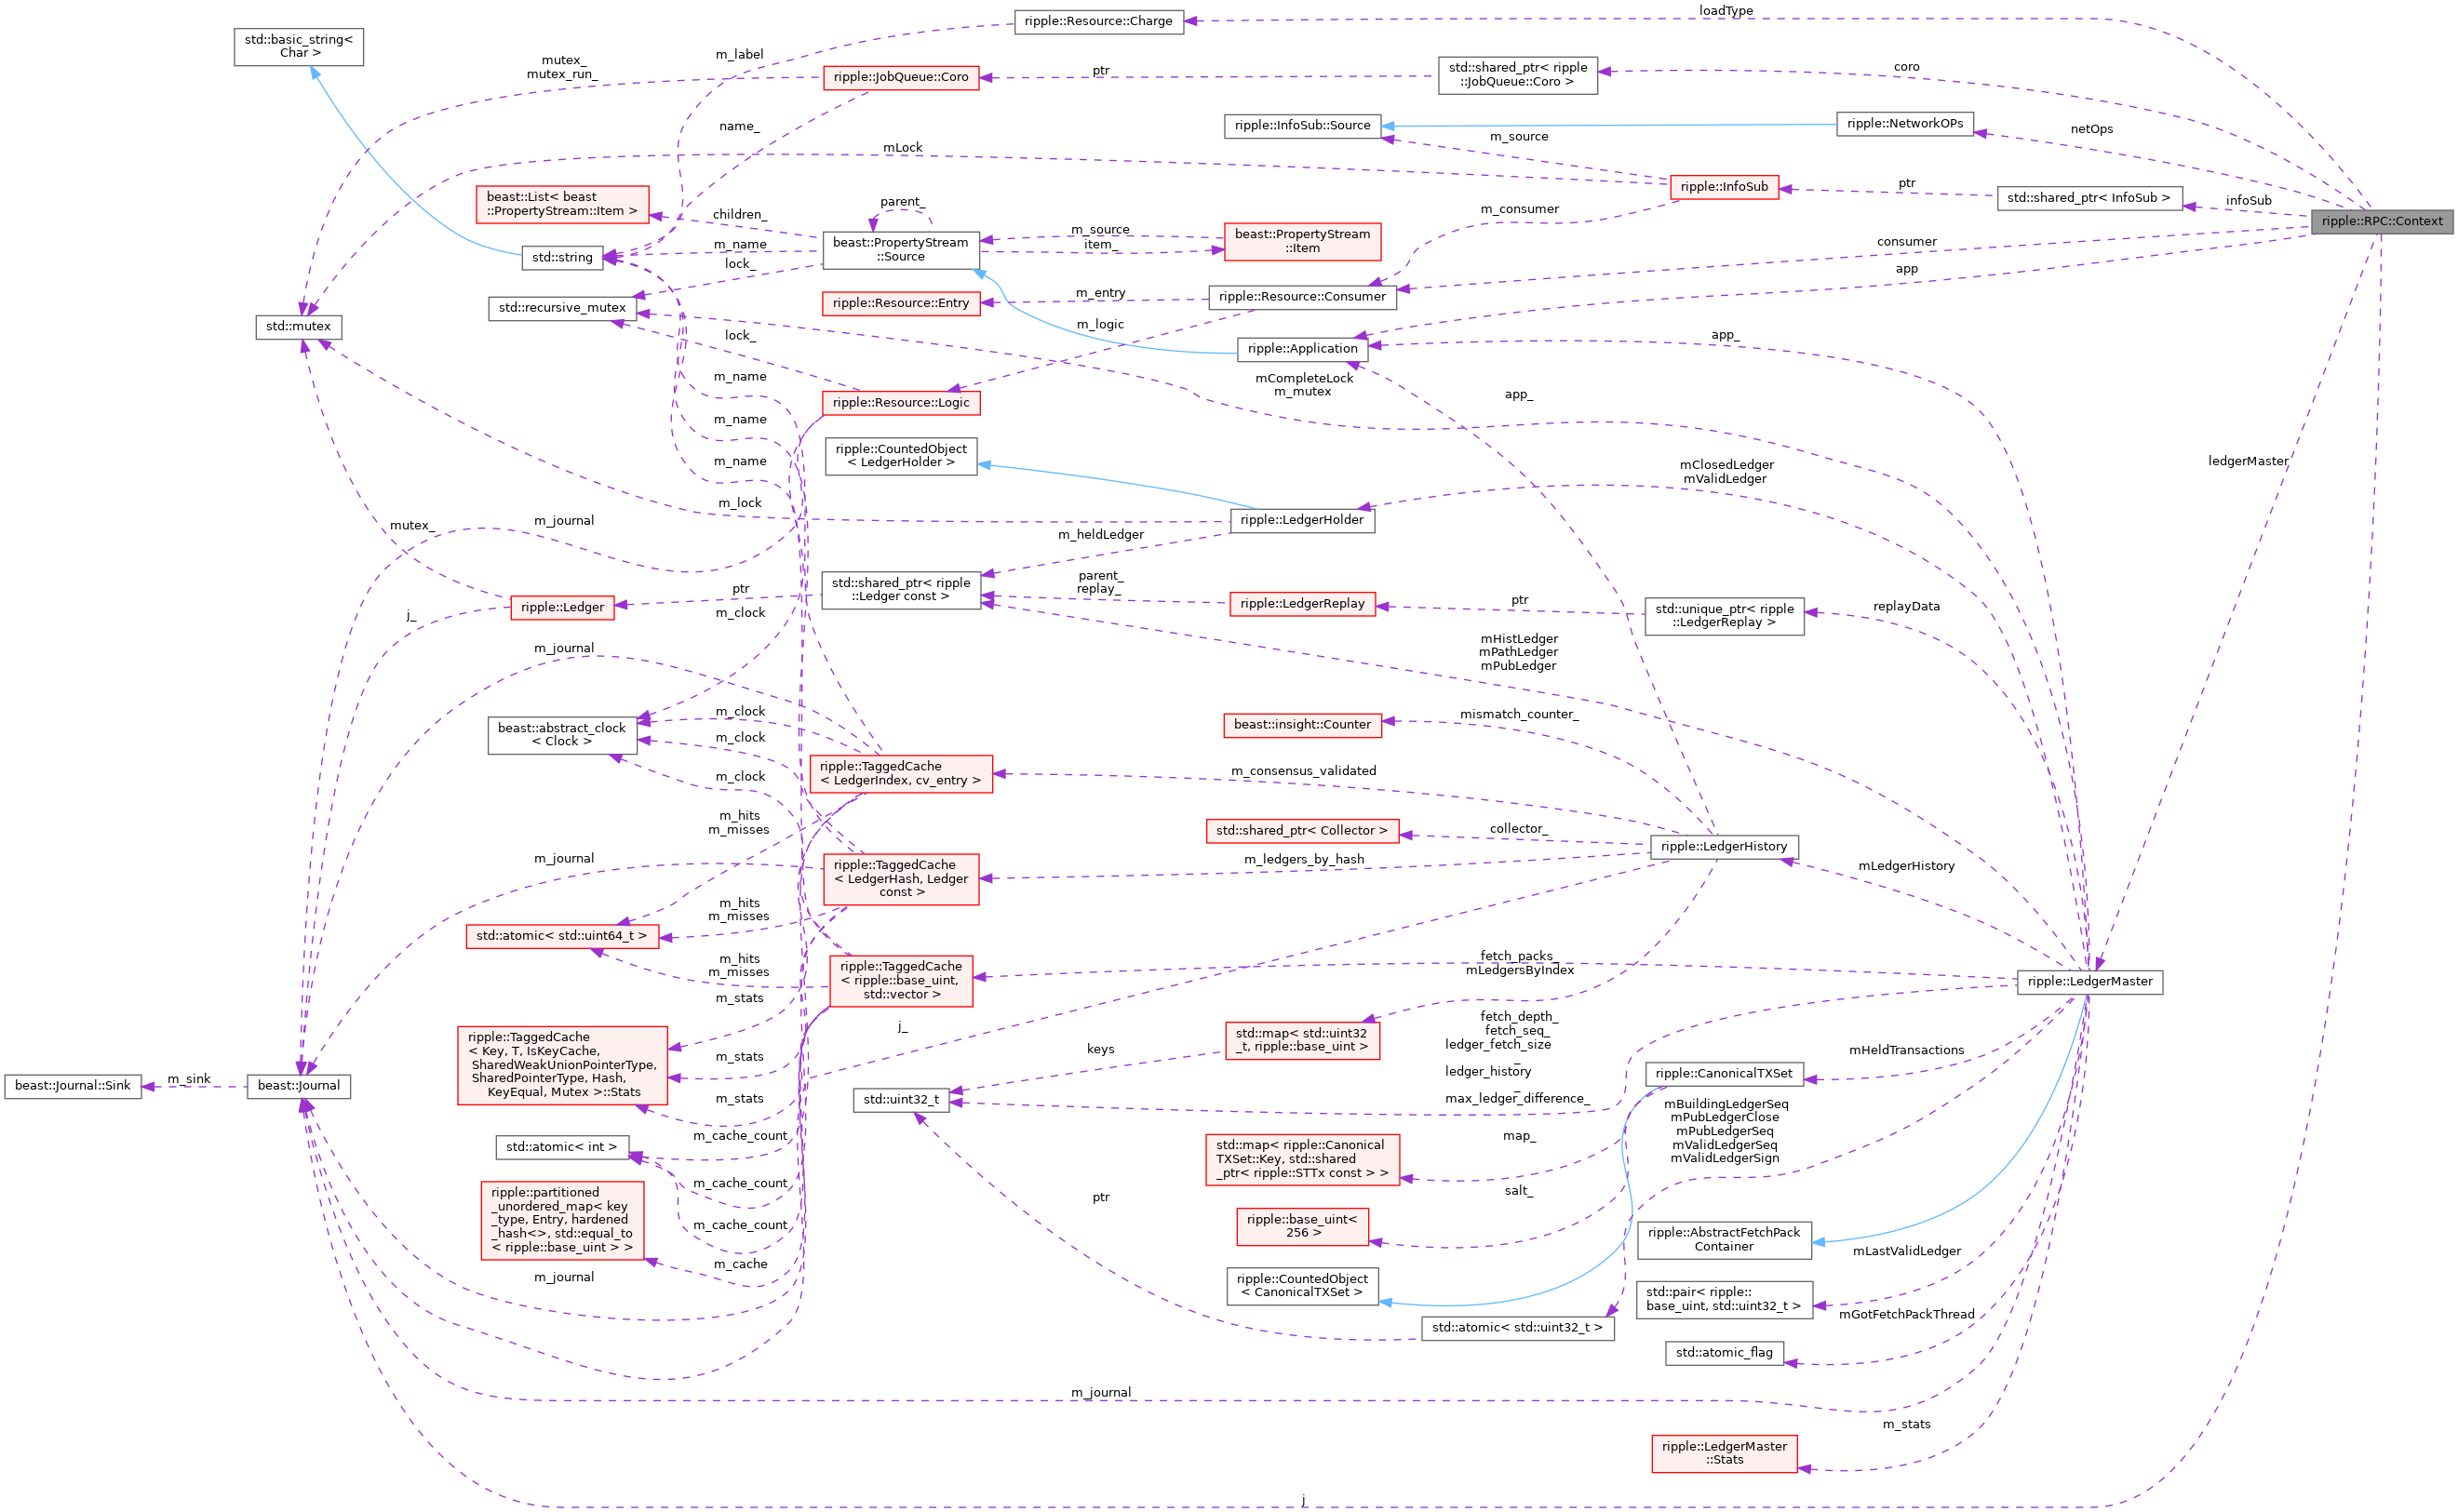 ripple::Resource::Charge
loadType
std::basic_string<
Char >
m_label
mutex_
mutex_run_
ripple::JobQueue::Coro
ptr
std::shared_ptr< ripple
::JobQueue::Coro >
coro
ripple::InfoSub::Source
ripple::NetworkOPs
netOps
name_
m_source
mLock
beast::List< beast
::PropertyStream::Item >
children_
parent_
ripple::InfoSub
ptr
std::shared_ptr< InfoSub >
infoSub
ripple::RPC::Context
m_consumer
std::string
m_name
beast::PropertyStream
::Source
m_source
item_
beast::PropertyStream
::Item
consumer
lock_
app
std::recursive_mutex
ripple::Resource::Entry
m_entry
ripple::Resource::Consumer
std::mutex
m_logic
lock_
ripple::Application
app_
m_name
mCompleteLock
m_mutex
app_
ripple::Resource::Logic
m_name
ripple::CountedObject
< LedgerHolder >
m_name
mClosedLedger
mValidLedger
ledgerMaster
m_lock
mutex_
m_journal
ripple::LedgerHolder
m_heldLedger
ptr
std::shared_ptr< ripple
::Ledger const >
parent_
replay_
ripple::Ledger
j_
m_clock
ripple::LedgerReplay
ptr
std::unique_ptr< ripple
::LedgerReplay >
replayData
m_journal
mHistLedger
mPathLedger
mPubLedger
beast::abstract_clock
< Clock >
m_clock
m_clock
m_clock
beast::insight::Counter
mismatch_counter_
ripple::TaggedCache
< LedgerIndex, cv_entry >
m_consensus_validated
m_hits
m_misses
std::shared_ptr< Collector >
collector_
ripple::LedgerHistory
m_journal
ripple::TaggedCache
< LedgerHash, Ledger
const >
m_ledgers_by_hash
mLedgerHistory
m_hits
m_misses
std::atomic< std::uint64_t >
m_hits
m_misses
ripple::TaggedCache
< ripple::base_uint,
std::vector >
fetch_packs_
mLedgersByIndex
ripple::LedgerMaster
m_stats
ripple::TaggedCache
< Key, T, IsKeyCache,
SharedWeakUnionPointerType,
SharedPointerType, Hash,
KeyEqual, Mutex >::Stats
m_stats
m_stats
j_
keys
std::map< std::uint32
_t, ripple::base_uint >
fetch_depth_
fetch_seq_
ledger_fetch_size
_
ledger_history
_
max_ledger_difference_
mHeldTransactions
ripple::CanonicalTXSet
beast::Journal::Sink
m_sink
beast::Journal
std::uint32_t
mBuildingLedgerSeq
mPubLedgerClose
mPubLedgerSeq
mValidLedgerSeq
mValidLedgerSign
std::atomic< int >
m_cache_count
std::map< ripple::Canonical
TXSet::Key, std::shared
_ptr< ripple::STTx const > >
map_
m_cache_count
ripple::partitioned
_unordered_map< key
_type, Entry, hardened
_hash<>, std::equal_to
< ripple::base_uint > >
m_cache_count
m_cache
ptr
salt_
ripple::base_uint<
256 >
ripple::AbstractFetchPack
Container
m_journal
ripple::CountedObject
< CanonicalTXSet >
mLastValidLedger
std::pair< ripple::
base_uint, std::uint32_t >
std::atomic< std::uint32_t >
mGotFetchPackThread
std::atomic_flag
m_journal
m_stats
ripple::LedgerMaster
::Stats
j